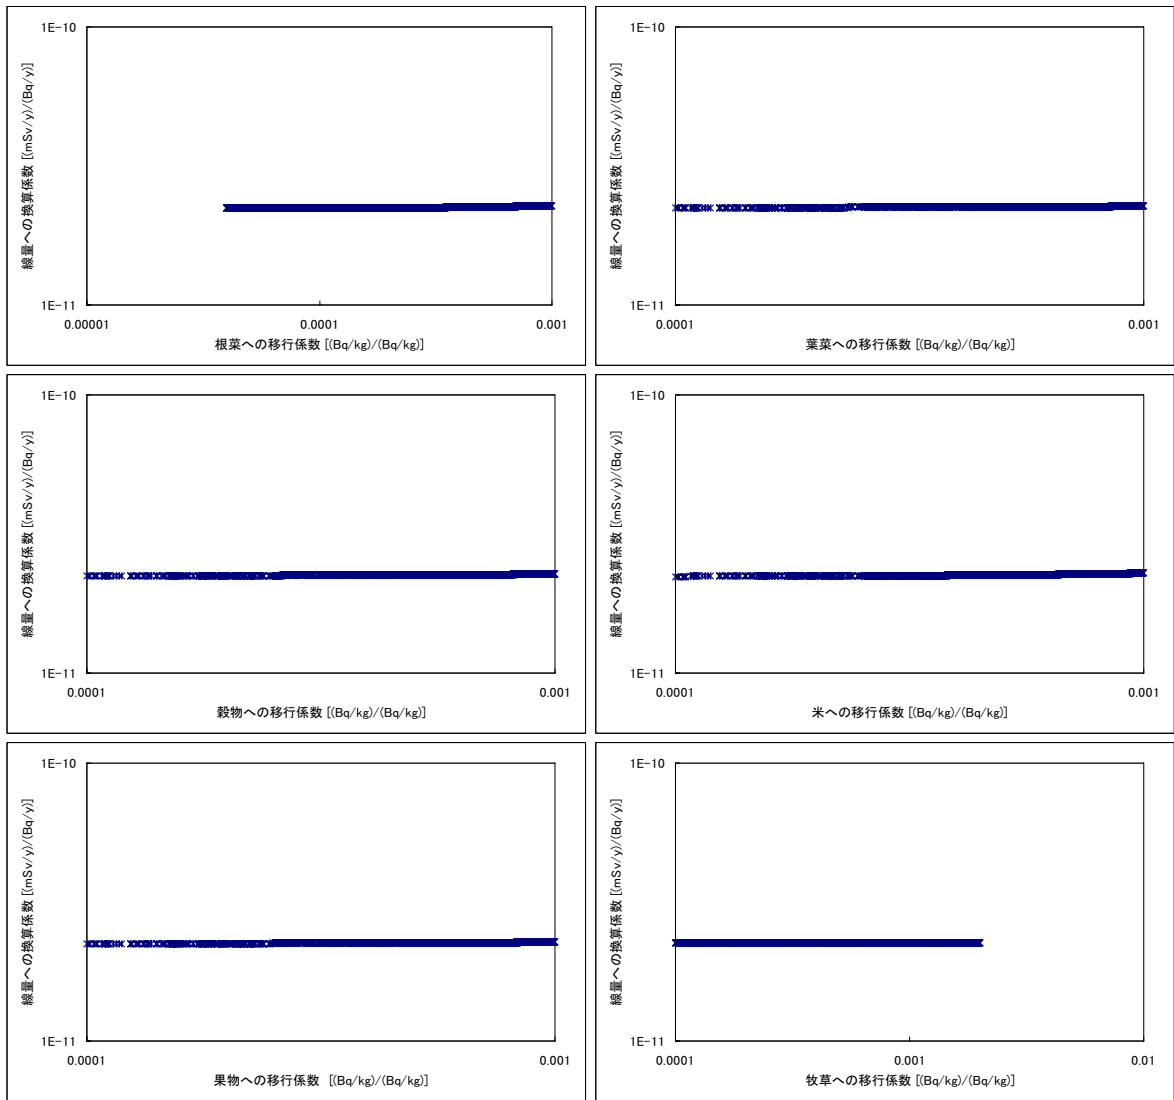 1E-10
線量への換算係数 [(mSv/y)/(Bq/y)]
1E-11
0.00001
0.0001
0.001
根菜への移行係数 [(Bq/kg)/(Bq/kg)]
1E-10
線量への換算係数 [(mSv/y)/(Bq/y)]
1E-11
0.0001
0.001
葉菜への移行係数 [(Bq/kg)/(Bq/kg)]
1E-10
線量への換算係数 [(mSv/y)/(Bq/y)]
1E-11
0.0001
0.001
穀物への移行係数 [(Bq/kg)/(Bq/kg)]
1E-10
線量への換算係数 [(mSv/y)/(Bq/y)]
1E-11
0.0001
0.001
米への移行係数 [(Bq/kg)/(Bq/kg)]
1E-10
線量への換算係数 [(mSv/y)/(Bq/y)]
1E-11
0.0001
0.001
果物への移行係数 [(Bq/kg)/(Bq/kg)]
1E-10
線量への換算係数 [(mSv/y)/(Bq/y)]
1E-11
0.0001
0.001
0.01
牧草への移行係数 [(Bq/kg)/(Bq/kg)]